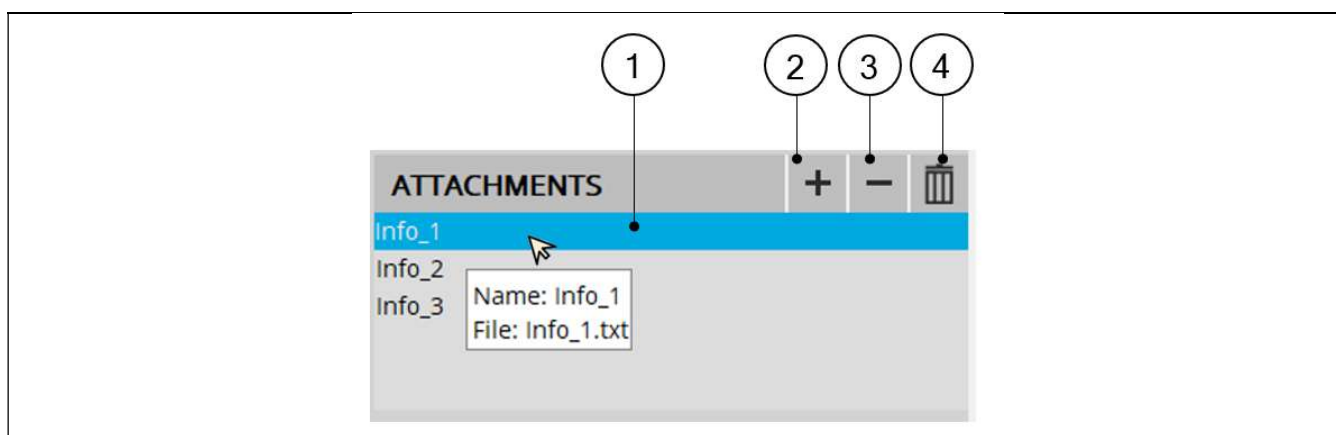 1 2 3 4
ATTACHMENTS + −
Info_1
Info_2
Info_3
Name: Info_1
File: Info_1.txt